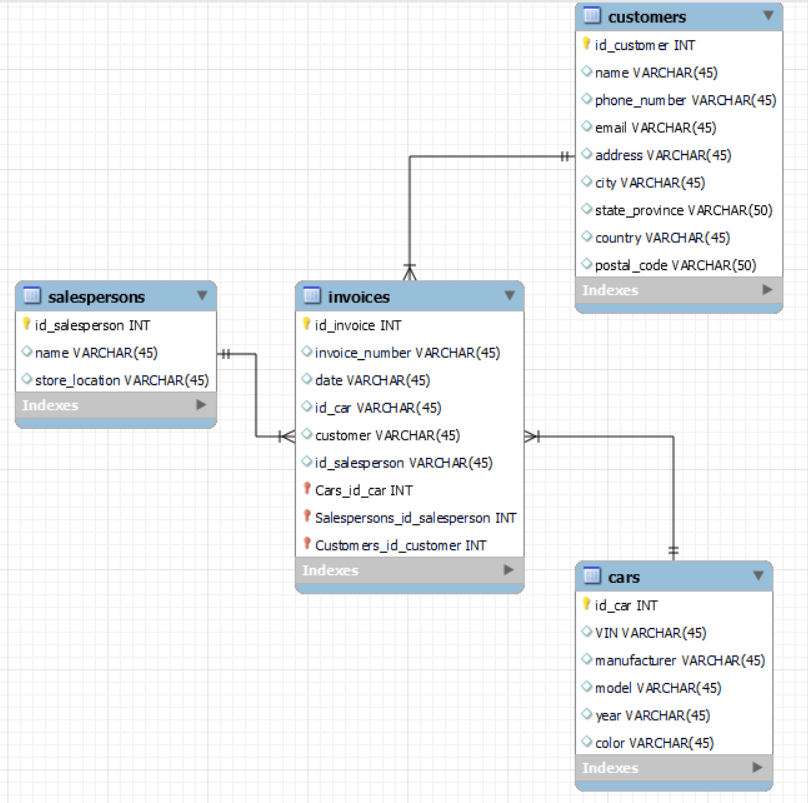 customers
id_customer INT
name VARCHAR(45)
phone_number VARCHAR(45)
email VARCHAR(45)
address VARCHAR(45)
city VARCHAR(45)
state_province VARCHAR(50)
country VARCHAR(45)
postal_code VARCHAR(50)
Indexes
salespersons
id_salesperson INT
name VARCHAR(45)
store_location VARCHAR(45)
Indexes
invoices
id_invoice INT
invoice_number VARCHAR(45)
date VARCHAR(45)
id_car VARCHAR(45)
customer VARCHAR(45)
id_salesperson VARCHAR(45)
Cars_id_car INT
Salespersons_id_salesperson INT
Customers_id_customer INT
Indexes
cars
id_car INT
VIN VARCHAR(45)
manufacturer VARCHAR(45)
model VARCHAR(45)
year VARCHAR(45)
color VARCHAR(45)
Indexes